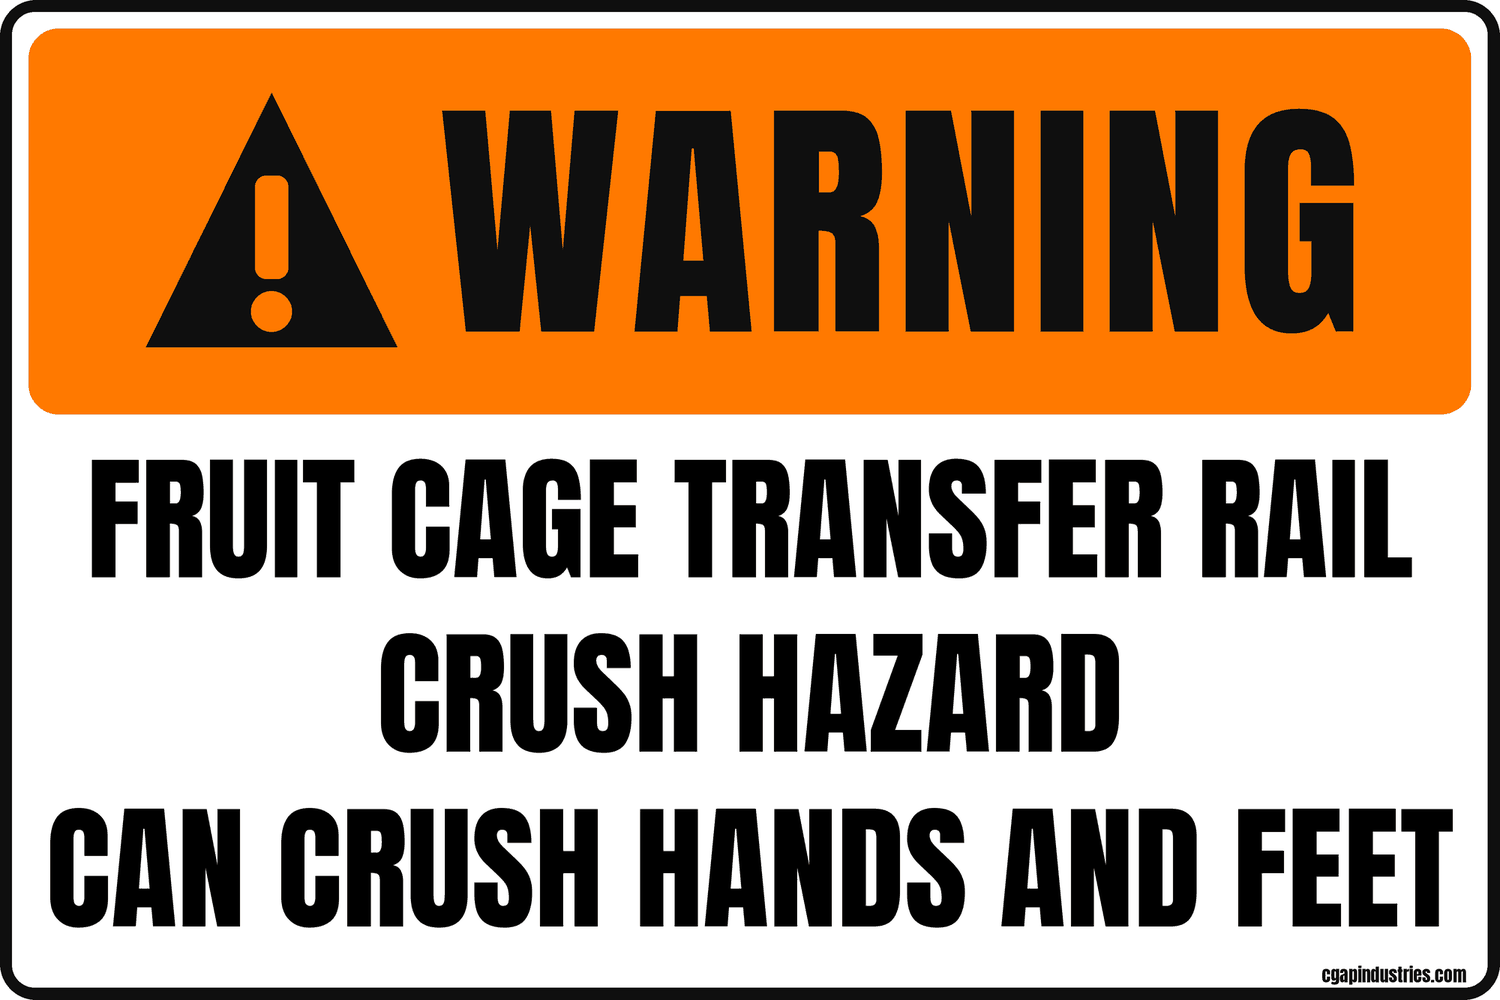 WARNING
FRUIT CAGE TRANSFER RAIL
CRUSH HAZARD
CAN CRUSH HANDS AND FEET
cgapindustries.com